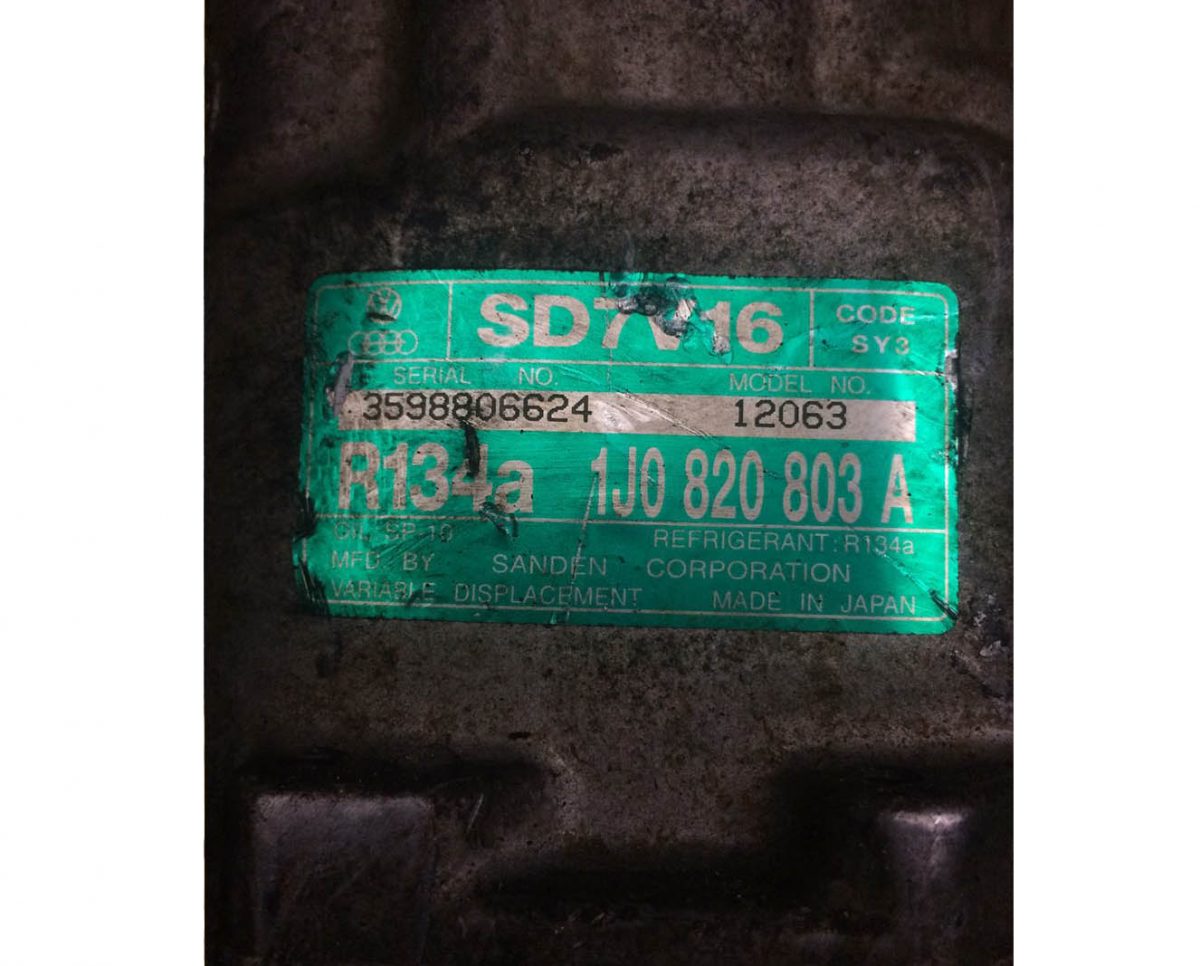 SD7V16
CODE
SY3
SERIAL NO. MODEL NO.
3598806624 12063
R134a 1J0 820 803 A
OIL SP-10 REFRIGERANT: R134a
MFD BY SANDEN CORPORATION
VARIABLE DISPLACEMENT MADE IN JAPAN